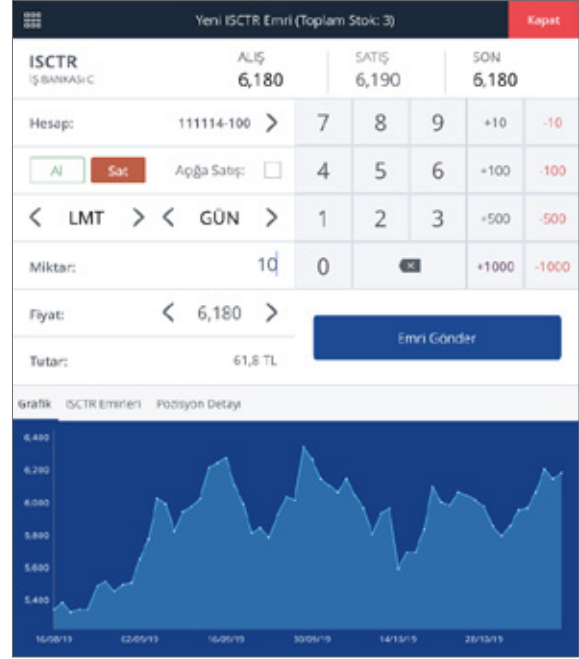 Yeni ISCTR Emri (Toplam Stok: 3) Kapat
ISCTR ALIŞ SATIŞ SON
İŞ BANKASI C 6,180 6,190 6,180
Hesap: 111114-100 7 8 9 +10 -10
Al Sat Açığa Satış: 4 5 6 +100 -100
LMT GÜN 1 2 3 +500 -500
Miktar: 10 0 +1000 -1000
Fiyat: 6,180
Emri Gönder
Tutar: 61,8 TL
Grafik ISCTR Emirleri Pozisyon Detayı
6,400
6,200
6,000
5,800
5,600
5,400
16/08/19 02/09/19 16/09/19 30/09/19 14/10/19 28/10/19